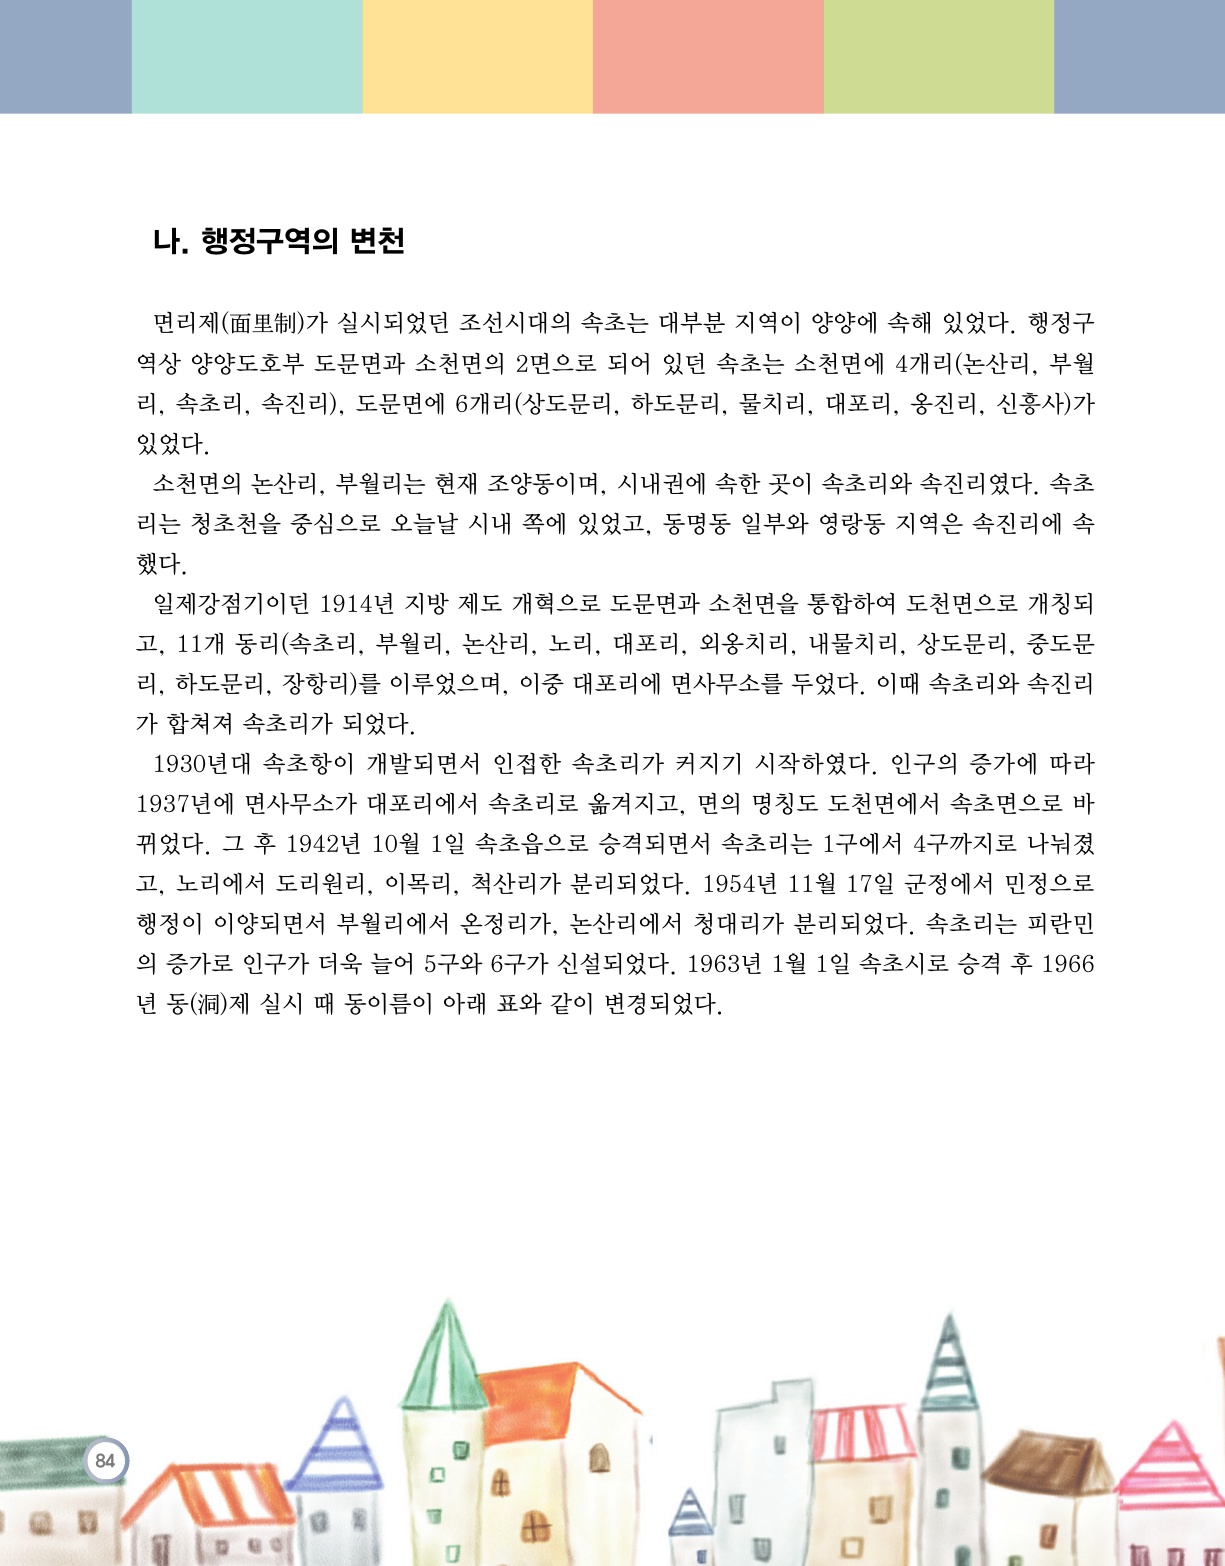 나. 행정구역의 변천
면리제(面里制)가 실시되었던 조선시대의 속초는 대부분 지역이 양양에 속해 있었다. 행정구
역상 양양도호부 도문면과 소천면의 2면으로 되어 있던 속초는 소천면에 4개리(논산리, 부월
리, 속초리, 속진리), 도문면에 6개리(상도문리, 하도문리, 물치리, 대포리, 옹진리, 신흥사)가
있었다.
소천면의 논산리, 부월리는 현재 조양동이며, 시내권에 속한 곳이 속초리와 속진리였다. 속초
리는 청초천을 중심으로 오늘날 시내 쪽에 있었고, 동명동 일부와 영랑동 지역은 속진리에 속
했다.
일제강점기이던 1914년 지방 제도 개혁으로 도문면과 소천면을 통합하여 도천면으로 개칭되
고, 11개 동리(속초리, 부월리, 논산리, 노리, 대포리, 외옹치리, 내물치리, 상도문리, 중도문
리, 하도문리, 장항리)를 이루었으며, 이중 대포리에 면사무소를 두었다. 이때 속초리와 속진리
가 합쳐져 속초리가 되었다.
1930년대 속초항이 개발되면서 인접한 속초리가 커지기 시작하였다. 인구의 증가에 따라
1937년에 면사무소가 대포리에서 속초리로 옮겨지고, 면의 명칭도 도천면에서 속초면으로 바
뀌었다. 그 후 1942년 10월 1일 속초읍으로 승격되면서 속초리는 1구에서 4구까지로 나눠졌
고, 노리에서 도리원리, 이목리, 척산리가 분리되었다. 1954년 11월 17일 군정에서 민정으로
행정이 이양되면서 부월리에서 온정리가, 논산리에서 청대리가 분리되었다. 속초리는 피란민
의 증가로 인구가 더욱 늘어 5구와 6구가 신설되었다. 1963년 1월 1일 속초시로 승격 후 1966
년 동(洞)제 실시 때 동이름이 아래 표와 같이 변경되었다.
84